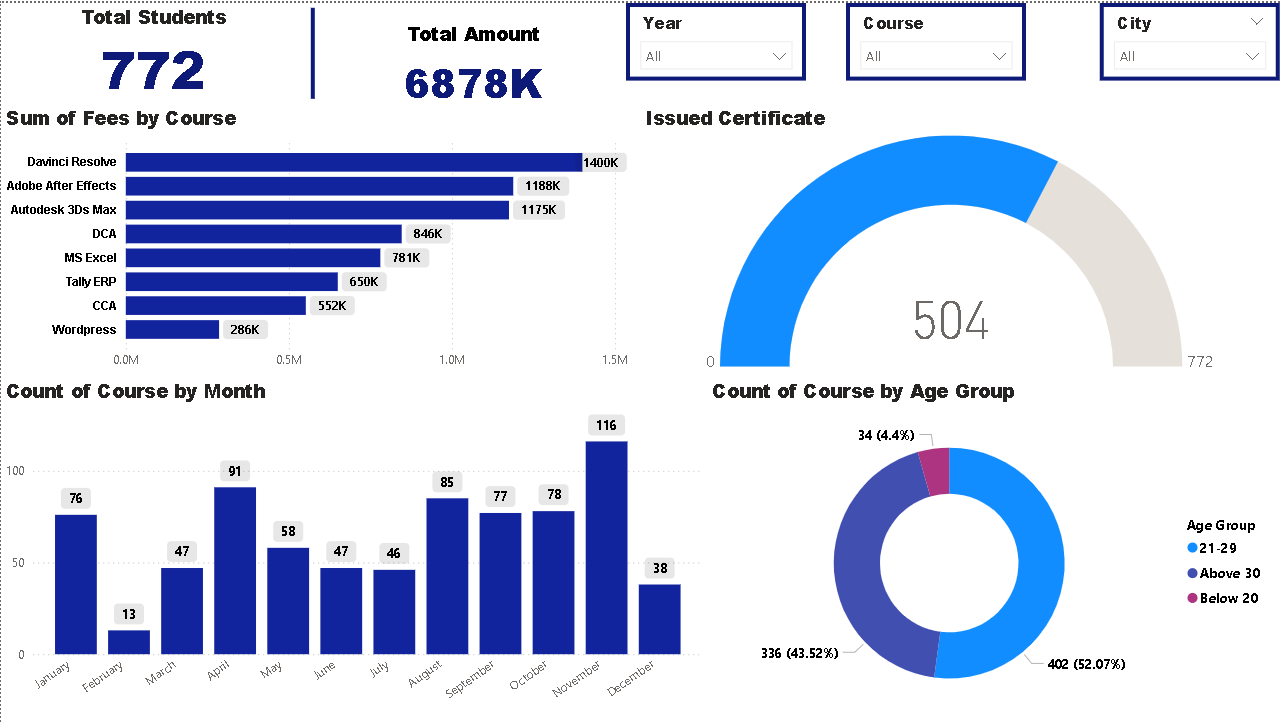 Total Students
772
Total Amount
6878K
Year
All
Course
All
City
All
Sum of Fees by Course
Davinci Resolve 1400K
Adobe After Effects 1188K
Autodesk 3Ds Max 1175K
DCA 846K
MS Excel 781K
Tally ERP 650K
CCA 552K
Wordpress 286K
0.0M 0.5M 1.0M 1.5M
Issued Certificate
504
0 772
Count of Course by Month
100
50
0
76 13 47 91 58 47 46 85 77 78 116 38
January February March April May June July August September October November December
Count of Course by Age Group
34 (4.4%)
336 (43.52%)
402 (52.07%)
Age Group
21-29
Above 30
Below 20